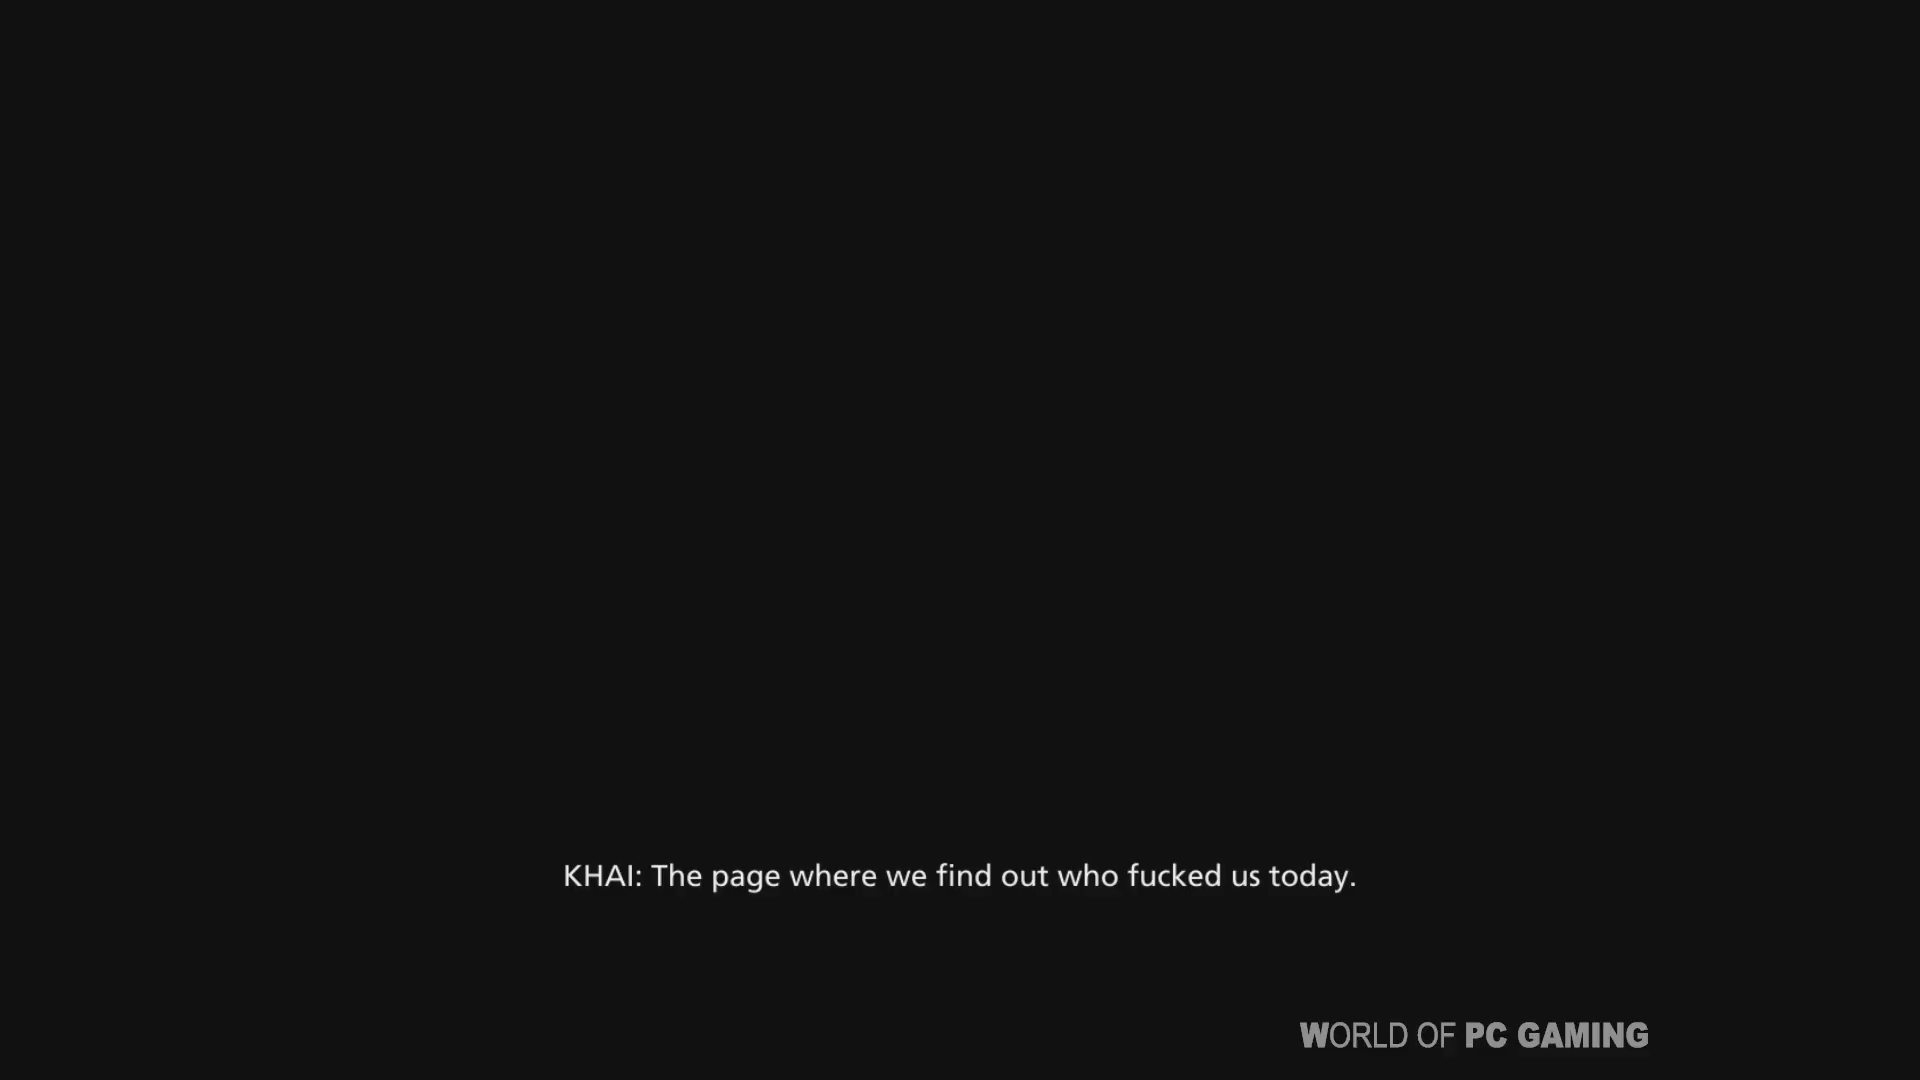 KHAI: The page where we find out who fucked us today.
WORLD OF PC GAMING